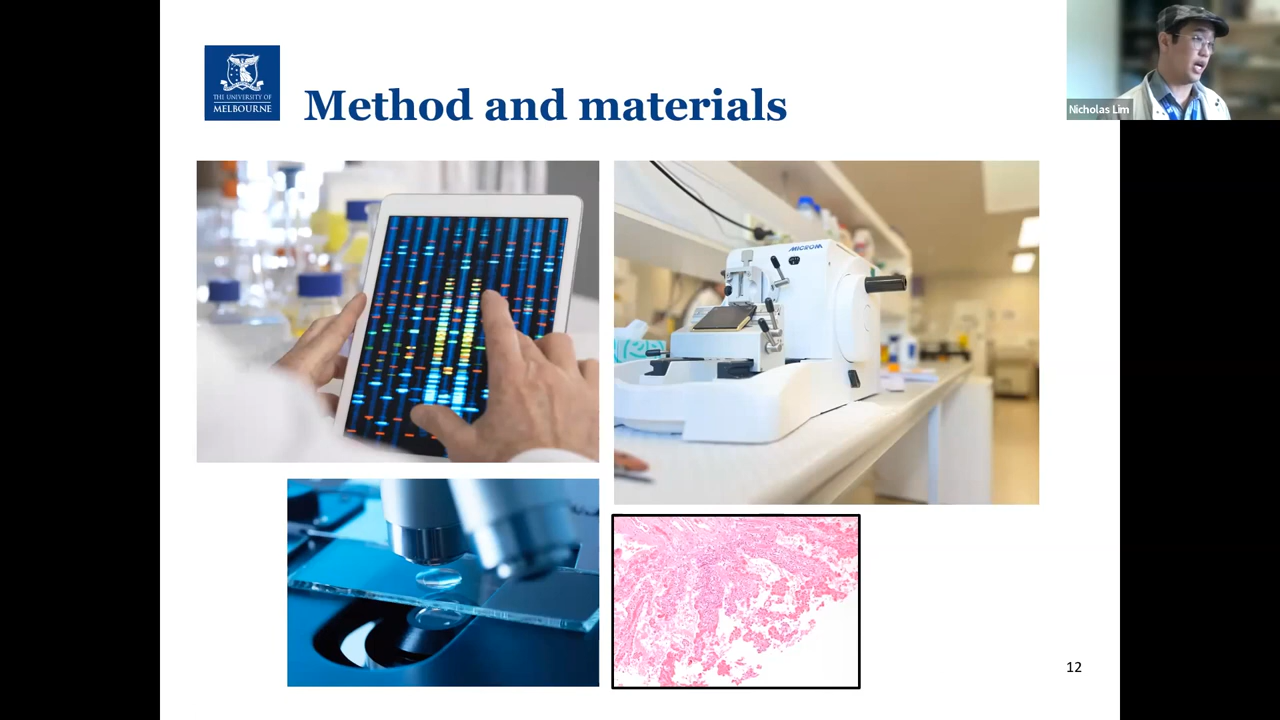 THE UNIVERSITY OF
MELBOURNE
Method and materials
Nicholas Lim
MICROM
12